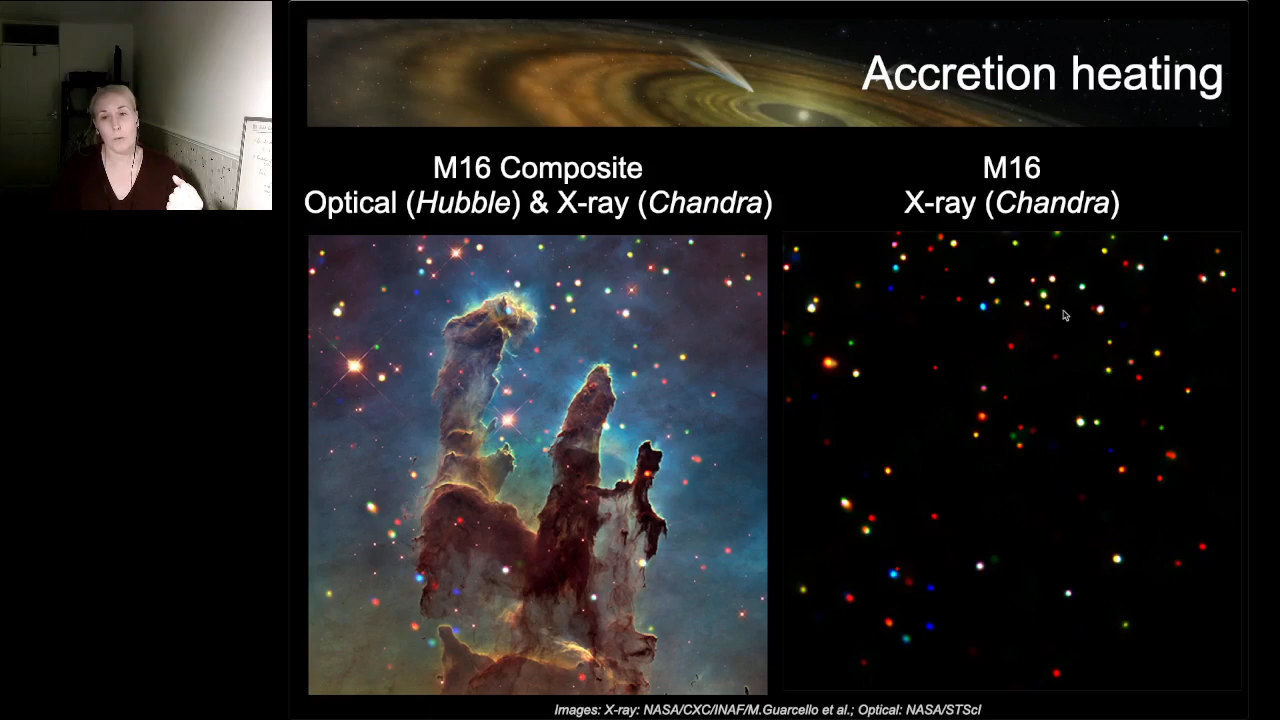 Accretion heating
M16 Composite
Optical (Hubble) & X-ray (Chandra)
M16
X-ray (Chandra)
Images: X-ray: NASA/CXC/INAF/M.Guarcello et al.; Optical: NASA/STScI